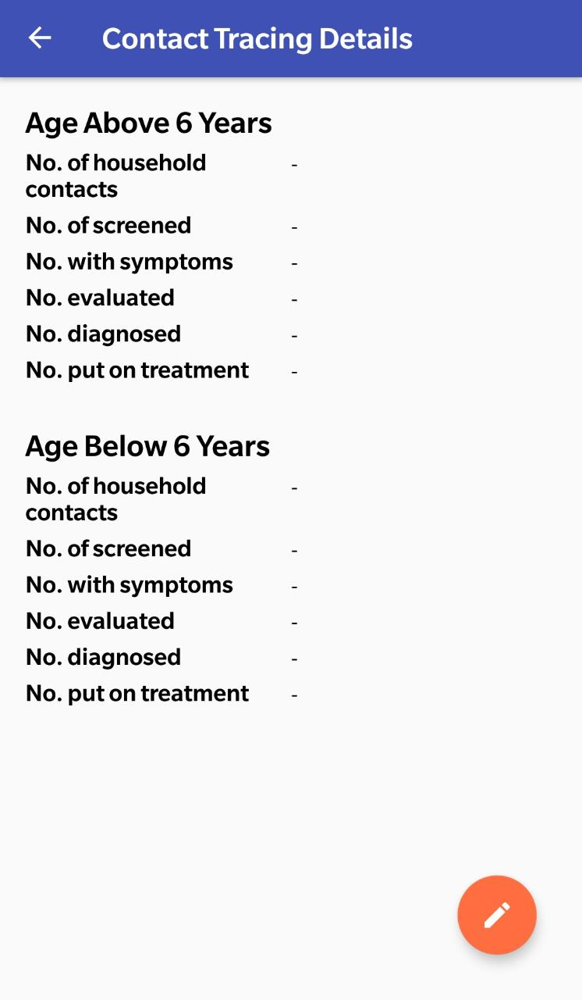 Contact Tracing Details
Age Above 6 Years
No. of household -
contacts
No. of screened -
No. with symptoms -
No. evaluated -
No. diagnosed -
No. put on treatment -
Age Below 6 Years
No. of household -
contacts
No. of screened -
No. with symptoms -
No. evaluated -
No. diagnosed -
No. put on treatment -